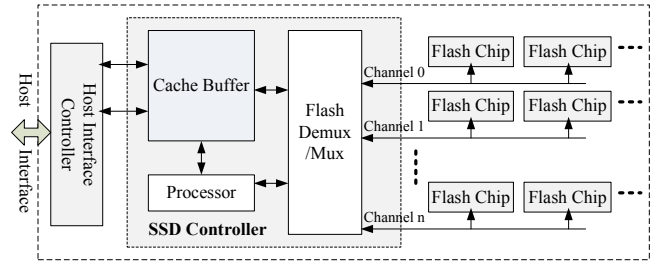 Host
Interface
Host Interface
Controller
Cache Buffer
Processor
SSD Controller
Flash
Demux
/Mux
Channel 0
Flash Chip
Flash Chip
Channel 1
Flash Chip
Flash Chip
Channel n
Flash Chip
Flash Chip